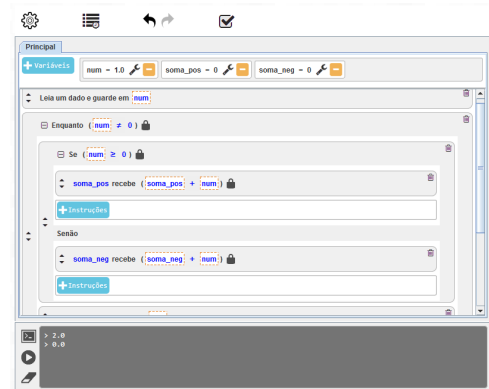 Principal
+ Variáveis num = 1.0 soma_pos = 0 soma_neg = 0
Leia um dado e guarde em num
Enquanto ( num ≠ 0 )
Se ( num ≥ 0 )
soma_pos recebe ( soma_pos + num )
+ Instruções
Senão
soma_neg recebe ( soma_neg + num )
+ Instruções
> 2.0
> 0.0